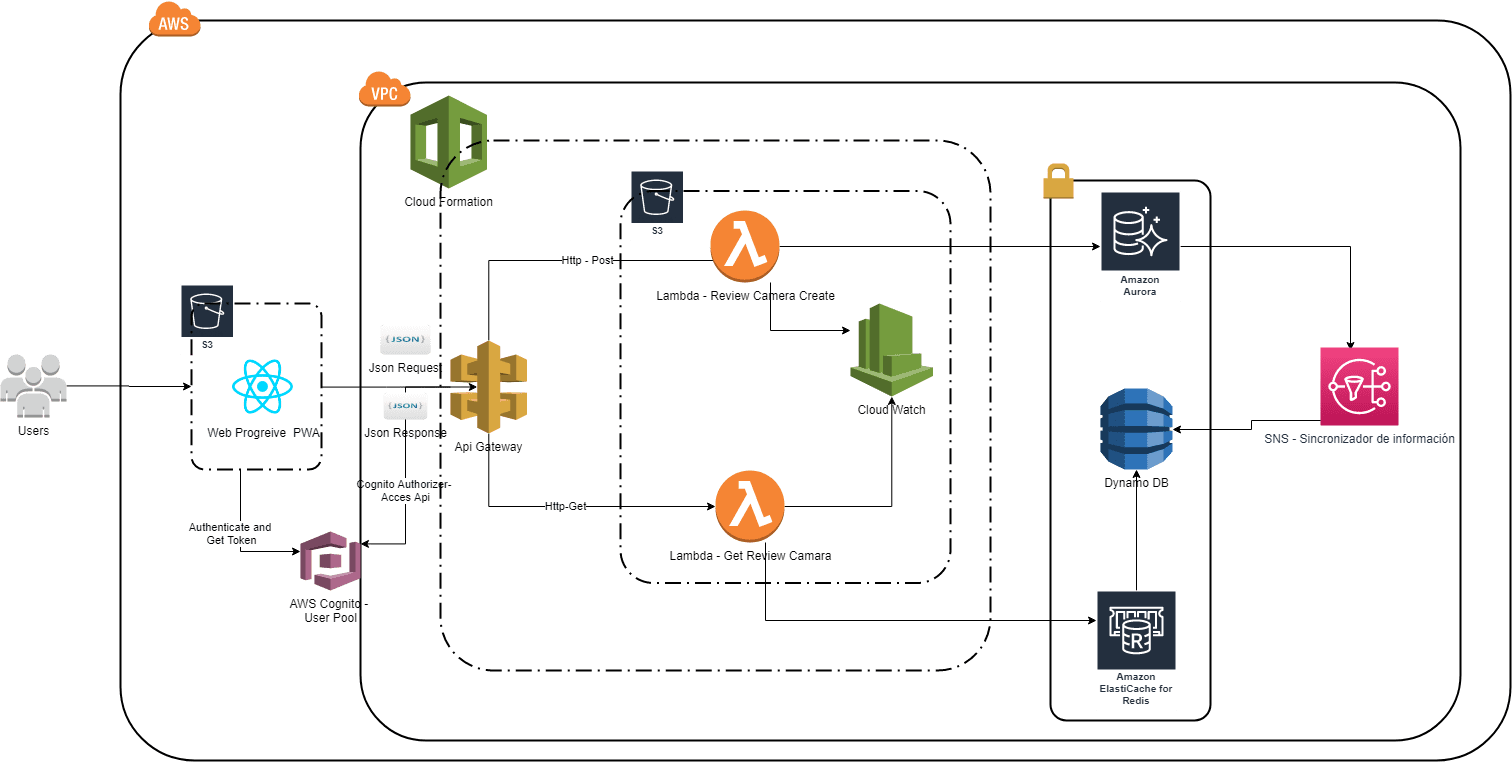 AWS
VPC
Cloud Formation
S3
Http - Post
Lambda - Review Camera Create
Amazon
Aurora
S3
{JSON}
Json Request
Users
Web Progreive  PWA
{JSON}
Json Response
Api Gateway
Cloud Watch
SNS - Sincronizador de información
Dynamo DB
Cognito Authorizer-
Acces Api
Http-Get
Authenticate and
Get Token
Lambda - Get Review Camara
AWS Cognito -
User Pool
R
Amazon
ElastiCache for
Redis